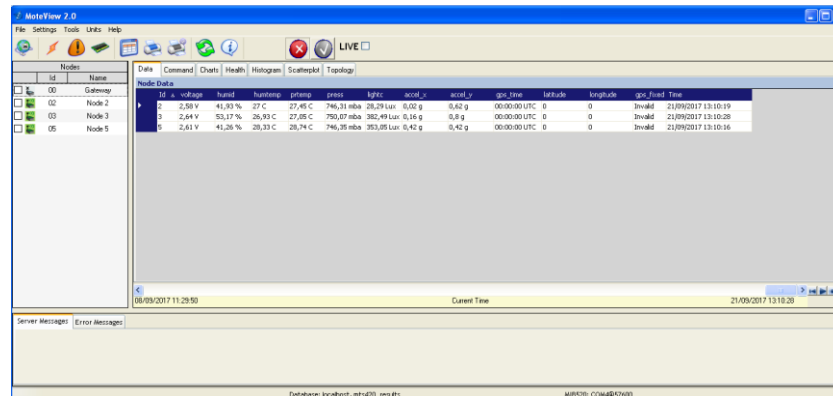 MoteView 2.0
File Settings Tools Units Help
LIVE
Nodes
Id Name
00 Gateway
02 Node 2
03 Node 3
05 Node 5
Data Command Charts Health Histogram Scatterplot Topology
Node Data
Id voltage humid humtemp prtemp press lightc accel_x accel_y gps_time latitude longitude gps_fixed Time
2 2,58 V 41,93 % 27 C 27,45 C 746,31 mba 28,29 Lux 0,02 g 0,62 g 00:00:00 UTC 0 0 Invalid 21/09/2017 13:10:19
3 2,64 V 53,17 % 26,93 C 27,05 C 750,07 mba 382,49 Lux 0,16 g 0,8 g 00:00:00 UTC 0 0 Invalid 21/09/2017 13:10:28
5 2,61 V 41,26 % 28,33 C 28,74 C 746,35 mba 353,05 Lux 0,42 g 0,42 g 00:00:00 UTC 0 0 Invalid 21/09/2017 13:10:16
08/09/2017 11:29:50 Current Time 21/09/2017 13:10:28
Server Messages Error Messages
Database: localhost, mts420_results MIB520: COM4@57600